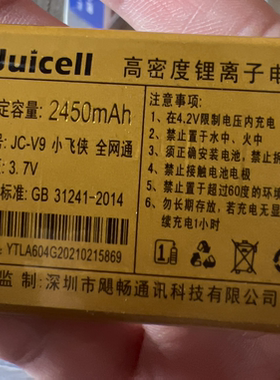 Juicell
高密度锂离子电
定容量: 2450mAh
: JC-V9 小飞侠 全网通
: 3.7V
标准: GB 31241-2014
YTLA604G20210215869
监 制: 深圳市飓畅通讯科技有限公
注意事项:
1. 在4.2V限制电压内充
2. 禁止置于水中、火中
3. 须正确安装电池,损
4. 禁止接触电池电极
5. 禁止置于超过60度的环境
6. 长期存放、若充电无显
续充电1小时